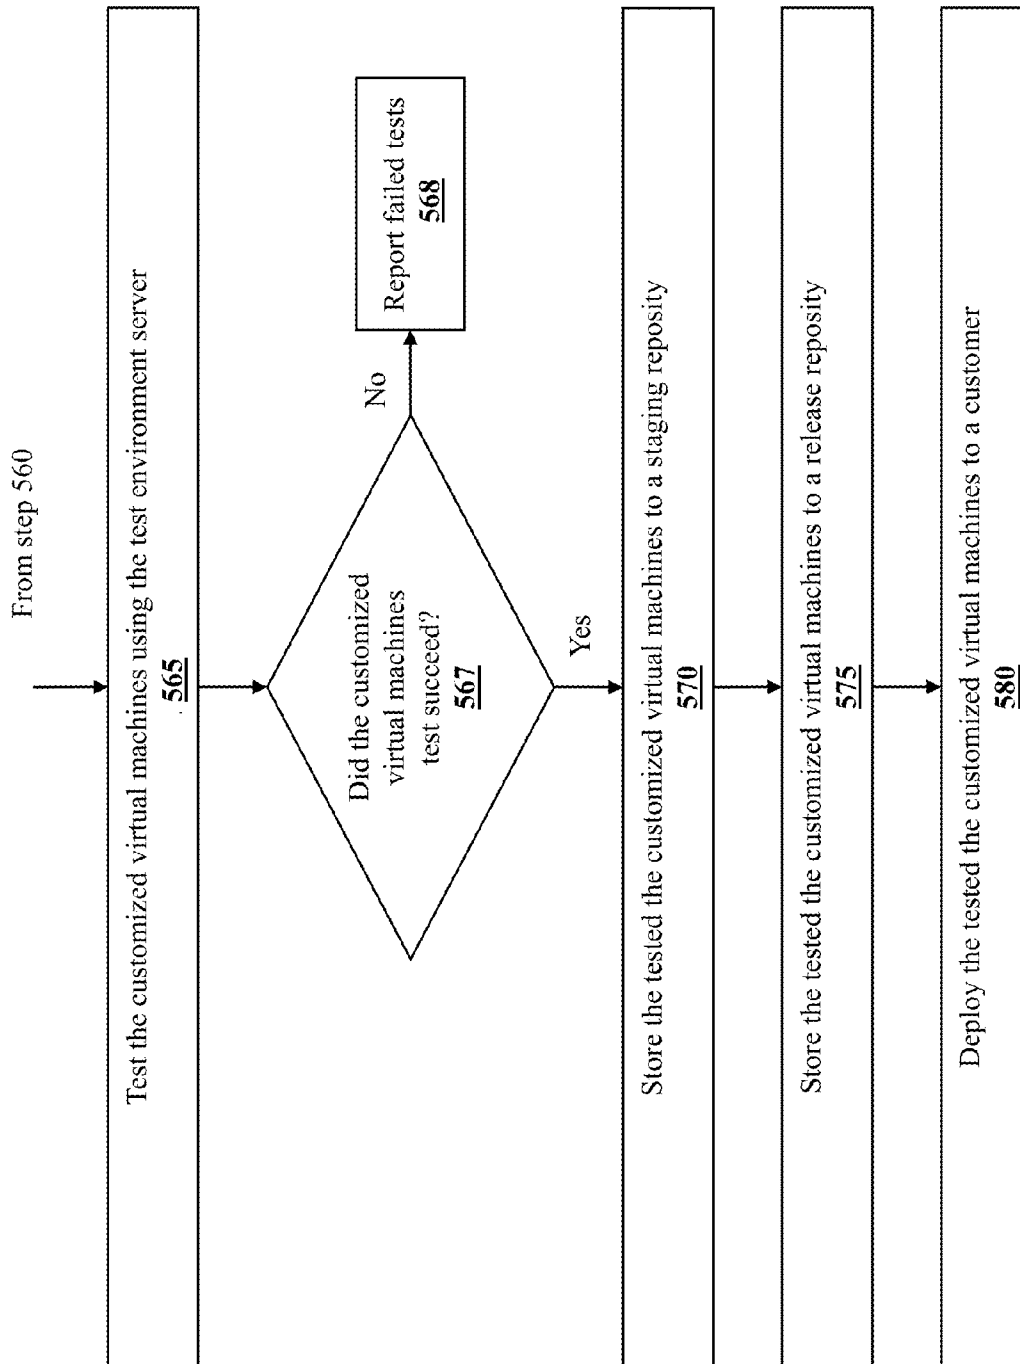 From step 560
Test the customized virtual machines using the test environment server
565
Did the customized
virtual machines
test succeed?
567
No
Report failed tests
568
Yes
Store the tested the customized virtual machines to a staging reposity
570
Store the tested the customized virtual machines to a release reposity
575
Deploy the tested the customized virtual machines to a customer
580